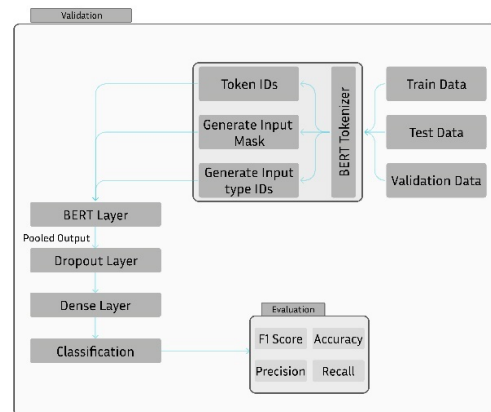 Validation
Token IDs
Generate Input
Mask
Generate Input
type IDs
BERT Tokenizer
Train Data
Test Data
Validation Data
BERT Layer
Pooled Output
Dropout Layer
Dense Layer
Classification
Evaluation
F1 Score
Accuracy
Precision
Recall